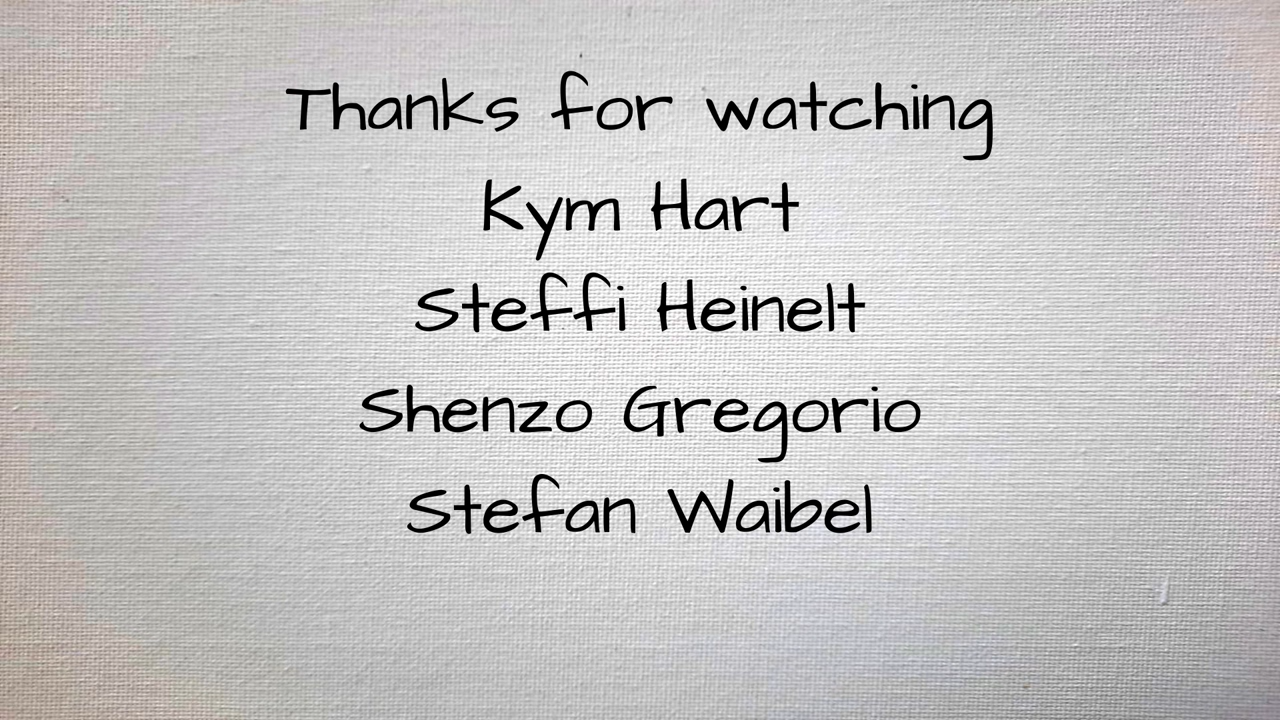 Thanks for watching
Kym Hart
Steffi Heinelt
Shenzo Gregorio
Stefan Waibel